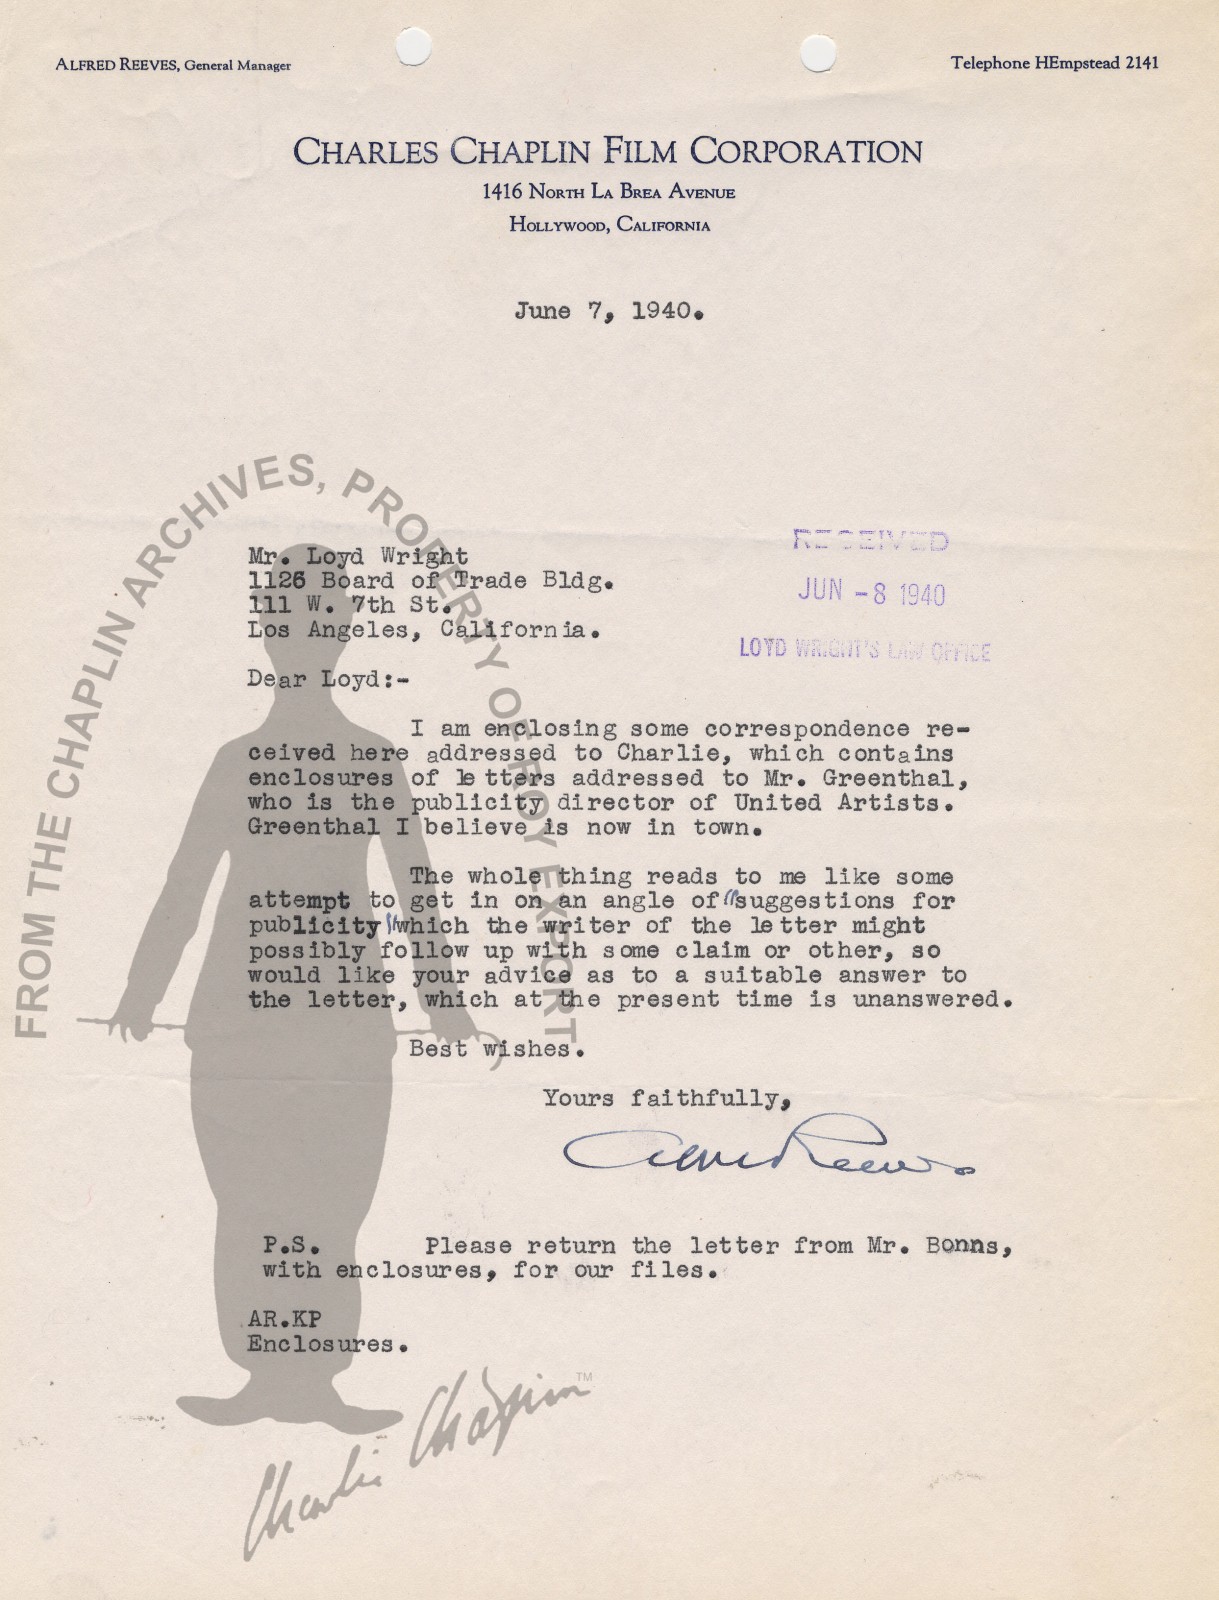 ALFRED REEVES, General Manager
Telephone HEmpstead 2141
CHARLES CHAPLIN FILM CORPORATION
1416 NORTH LA BREA AVENUE
HOLLYWOOD, CALIFORNIA
June 7, 1940.
Mr. Loyd Wright
1126 Board of Trade Bldg.
111 W. 7th St.
Los Angeles, California.
RECEIVED
JUN -8 1940
LOYD WRIGHT'S LAW OFFICE
Dear Loyd:-
I am enclosing some correspondence re-
ceived here addressed to Charlie, which contains
enclosures of letters addressed to Mr. Greenthal,
who is the publicity director of United Artists.
Greenthal I believe is now in town.
The whole thing reads to me like some
attempt to get in on an angle of "suggestions for
publicity" which the writer of the letter might
possibly follow up with some claim or other, so
would like your advice as to a suitable answer to
the letter, which at the present time is unanswered.
Best wishes.
Yours faithfully,
Alfred Reeves
P.S. Please return the letter from Mr. Bonns,
with enclosures, for our files.
AR.KP
Enclosures.
FROM THE CHAPLIN ARCHIVES, PROPERTY OF ROY EXPORT
Charlie Chaplin TM